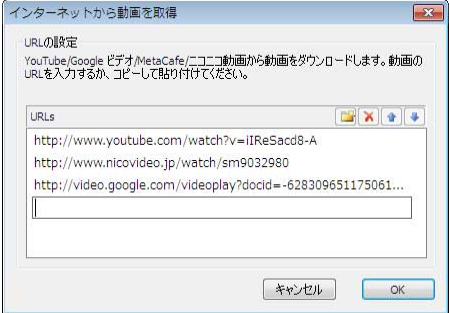 インターネットから動画を取得
URLの設定
YouTube/Google ビデオ/MetaCafe/ニコニコ動画から動画をダウンロードします。動画の
URLを入力するか、コピーして貼り付けてください。
URLs
http://www.youtube.com/watch?v=iIReSacd8-A
http://www.nicovideo.jp/watch/sm9032980
http://video.google.com/videoplay?docid=-628309651175061...
キャンセル
OK